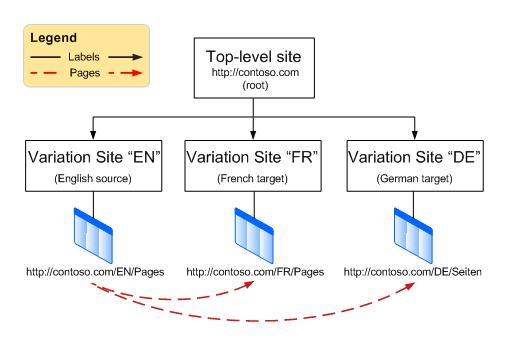 Legend
Labels
Pages
Top-level site
http://contoso.com
(root)
Variation Site “EN”
(English source)
Variation Site “FR”
(French target)
Variation Site “DE”
(German target)
http://contoso.com/EN/Pages
http://contoso.com/FR/Pages
http://contoso.com/DE/Seiten